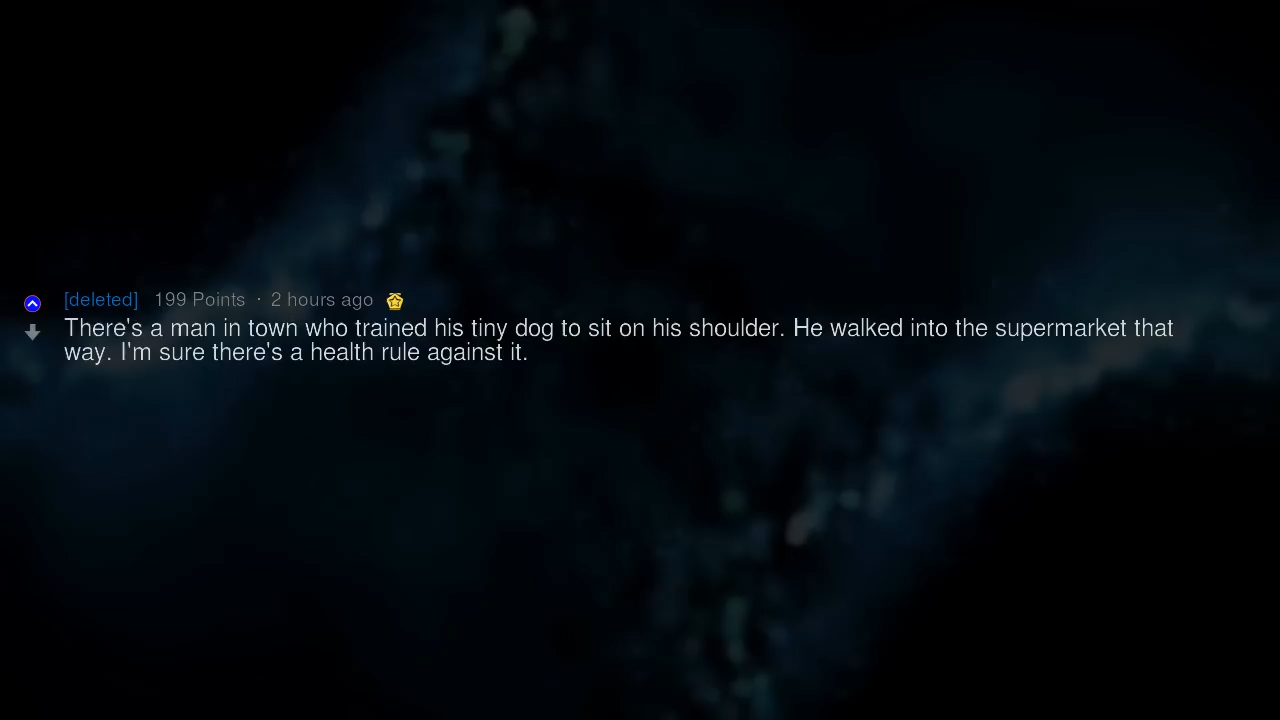 [deleted] 199 Points · 2 hours ago
There's a man in town who trained his tiny dog to sit on his shoulder. He walked into the supermarket that
way. I'm sure there's a health rule against it.